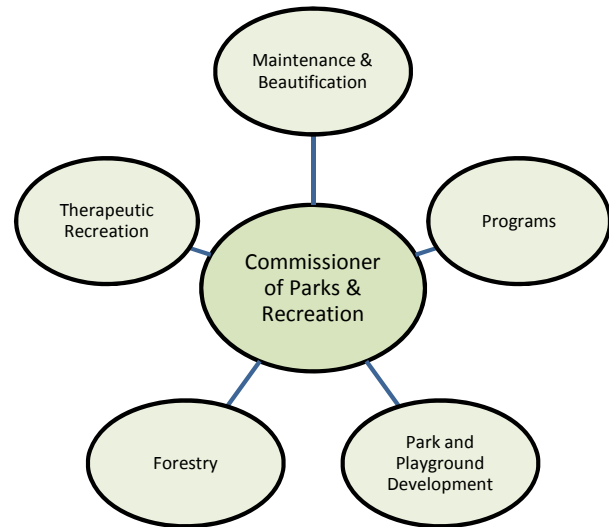 Maintenance &
Beautification
Therapeutic
Recreation
Programs
Commissioner
of Parks &
Recreation
Forestry
Park and
Playground
Development